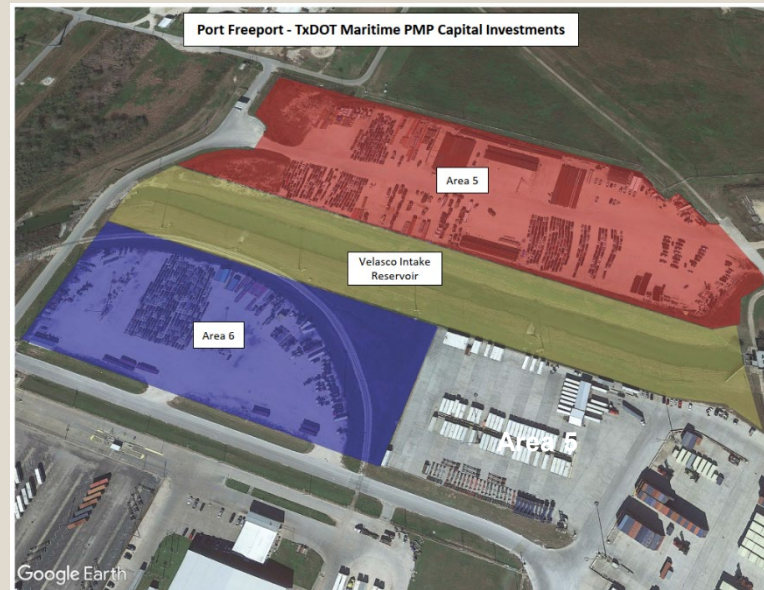 Port Freeport - TxDOT Maritime PMP Capital Investments
Area 5
Velasco Intake
Reservoir
Area 6
Area 5
Google Earth